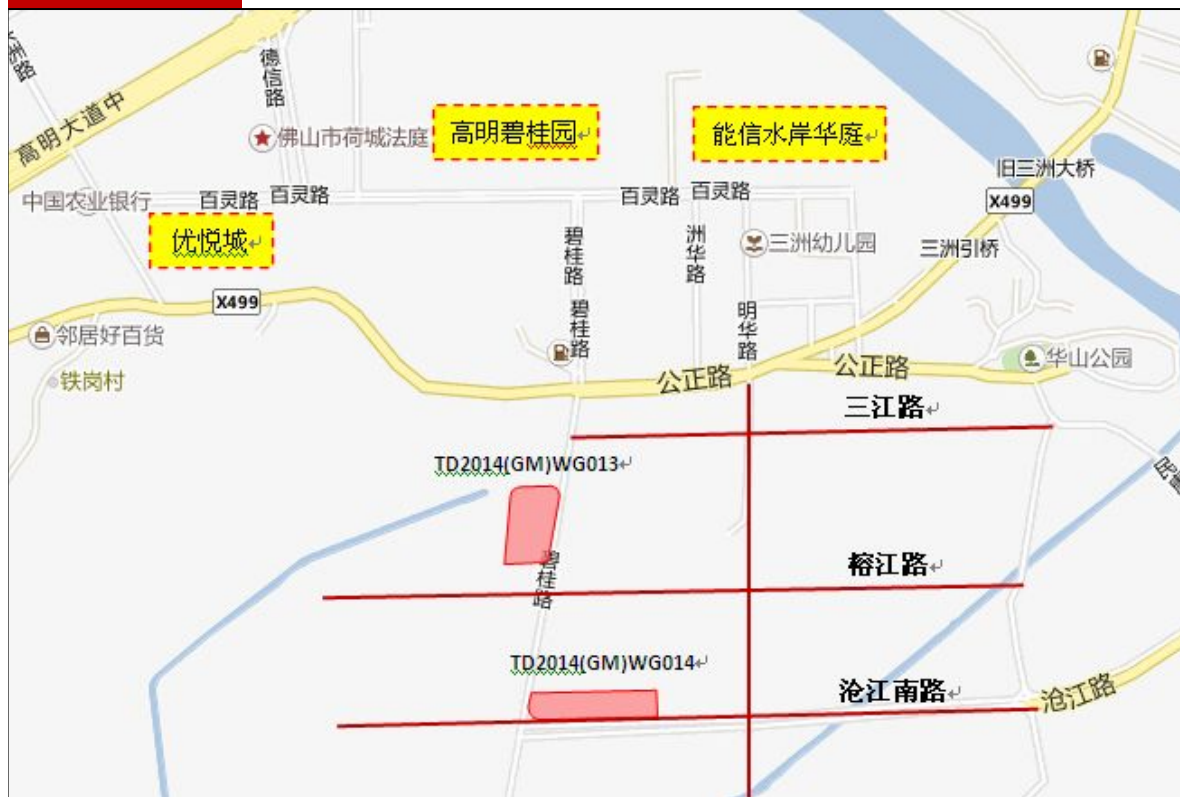 德信路
高明大道中
佛山市荷城法庭
高明碧桂园
能信水岸华庭
旧三洲大桥
中国农业银行
百灵路
百灵路
百灵路
百灵路
X499
优悦城
碧桂路
洲华路
三洲幼儿园
三洲引桥
X499
碧桂路
明华路
邻居好百货
铁岗村
公正路
公正路
华山公园
三江路
TD2014(GM)WG013
碧桂路
榕江路
TD2014(GM)WG014
沧江南路
沧江路